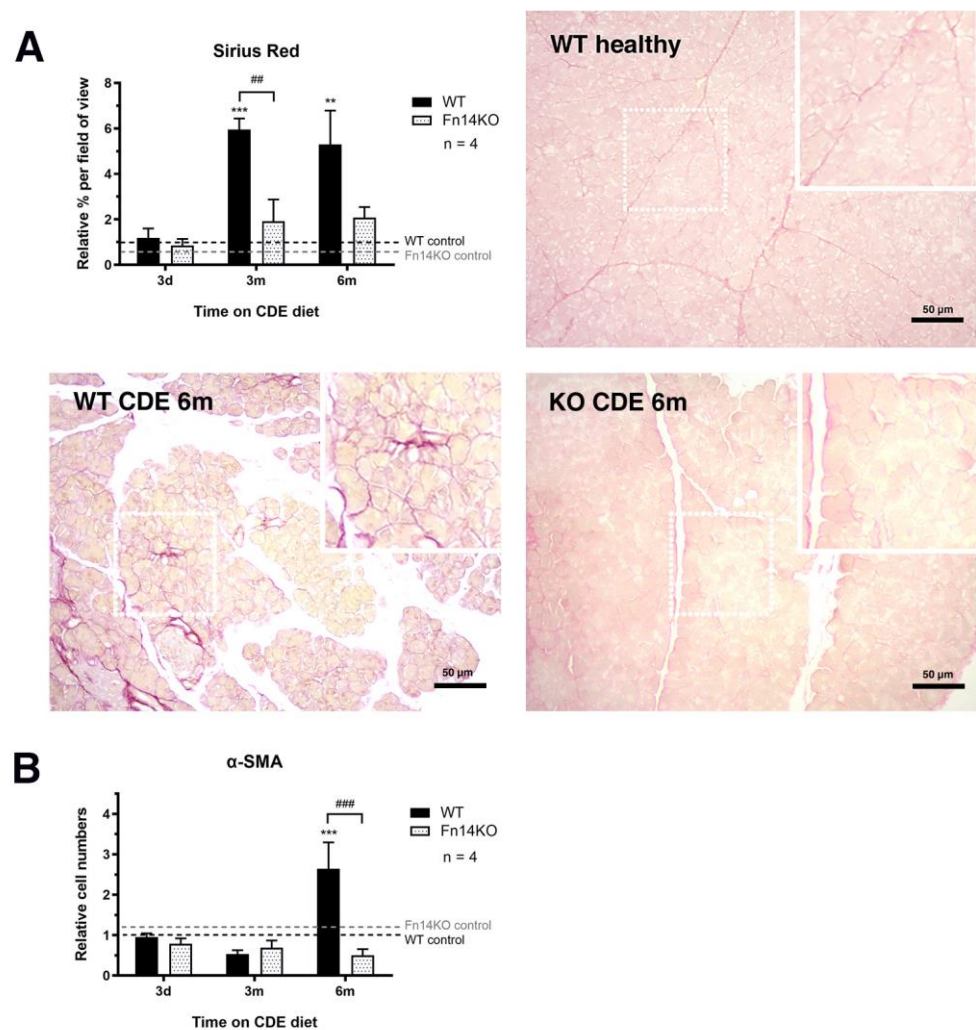 A
Sirius Red
Relative % per field of view
8
6
4
2
0
***
##
**
WT
Fn14KO
n = 4
WT control
Fn14KO control
3d 3m 6m
Time on CDE diet
WT healthy
50 µm
WT CDE 6m
50 µm
KO CDE 6m
50 µm
B
α-SMA
Relative cell numbers
4
3
2
1
0
***
###
WT
Fn14KO
n = 4
Fn14KO control
WT control
3d 3m 6m
Time on CDE diet